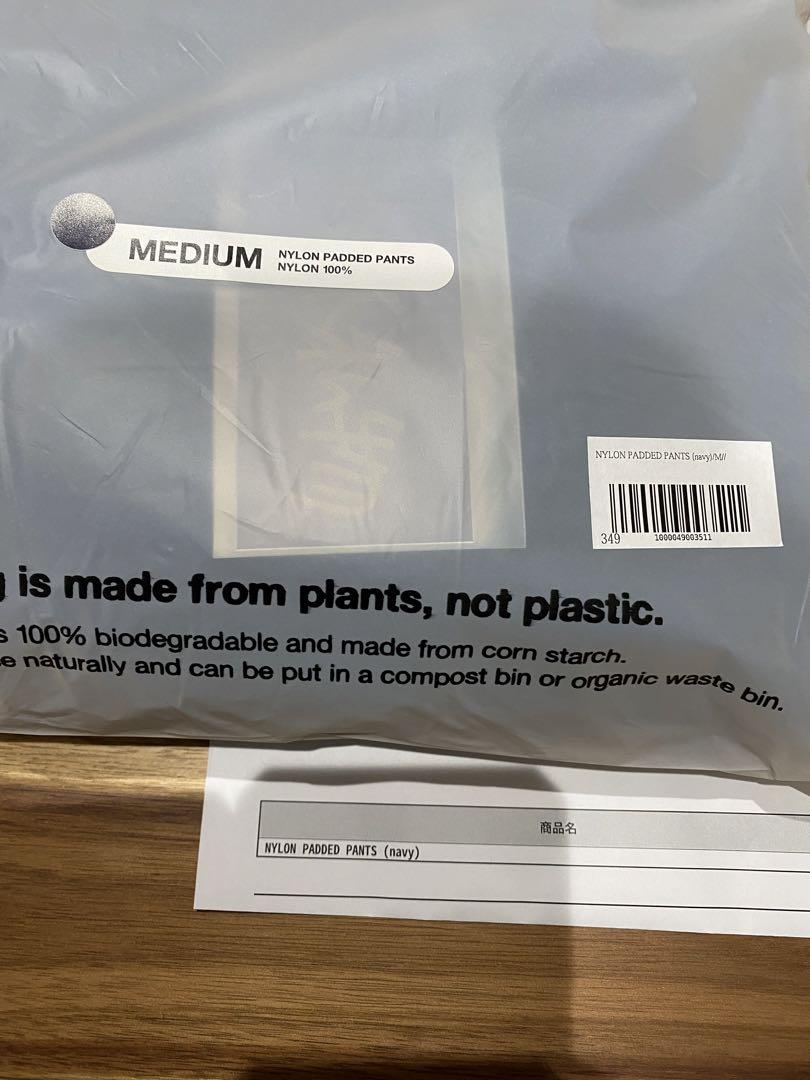 MEDIUM
NYLON PADDED PANTS
NYLON 100%
NYLON PADDED PANTS (navy)/M//
349
1000049003511
is made from plants, not plastic.
100% biodegradable and made from corn starch.
naturally and can be put in a compost bin or organic waste bin.
商品名
NYLON PADDED PANTS (navy)